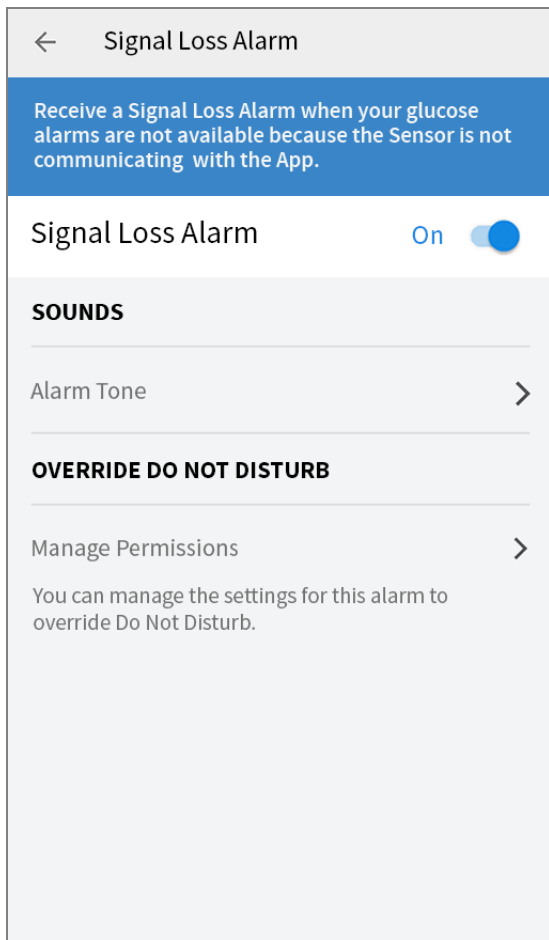 Signal Loss Alarm
Receive a Signal Loss Alarm when your glucose
alarms are not available because the Sensor is not
communicating with the App.
Signal Loss Alarm On
SOUNDS
Alarm Tone
OVERRIDE DO NOT DISTURB
Manage Permissions
You can manage the settings for this alarm to
override Do Not Disturb.